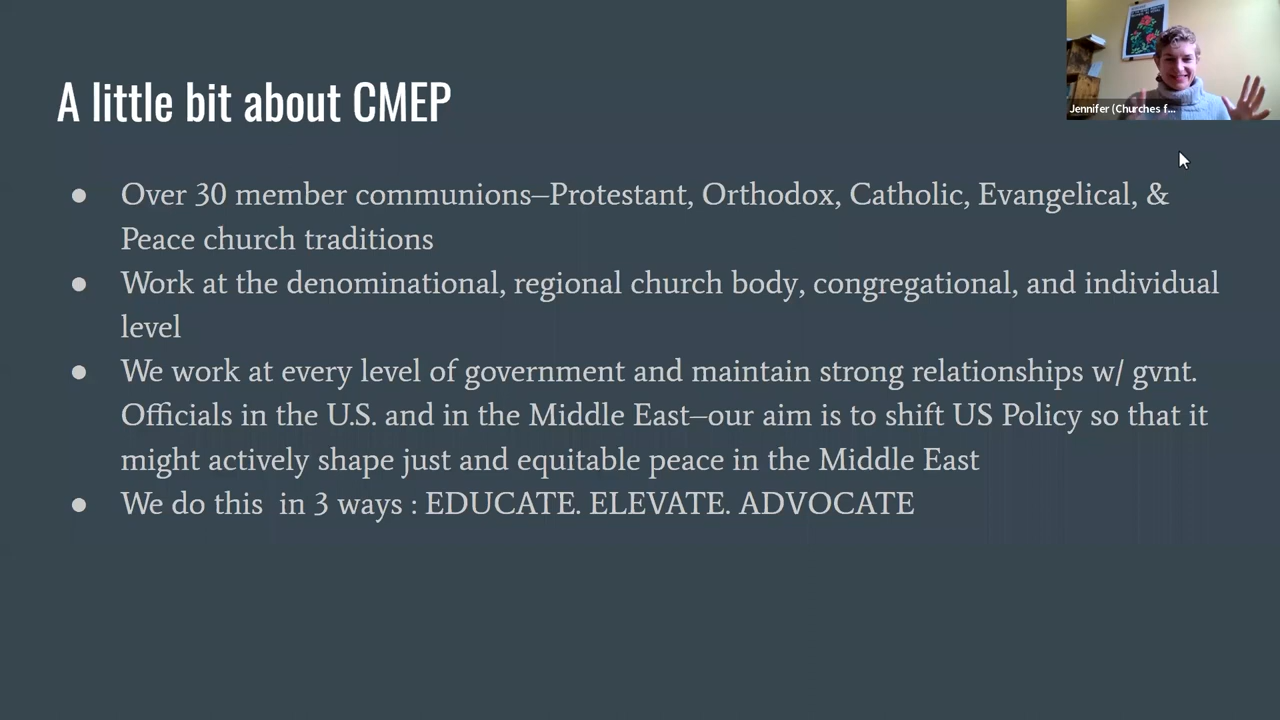 A little bit about CMEP
Jennifer (Churches f...
● Over 30 member communions–Protestant, Orthodox, Catholic, Evangelical, &
Peace church traditions
● Work at the denominational, regional church body, congregational, and individual
level
● We work at every level of government and maintain strong relationships w/ gvnt.
Officials in the U.S. and in the Middle East–our aim is to shift US Policy so that it
might actively shape just and equitable peace in the Middle East
● We do this  in 3 ways : EDUCATE. ELEVATE. ADVOCATE